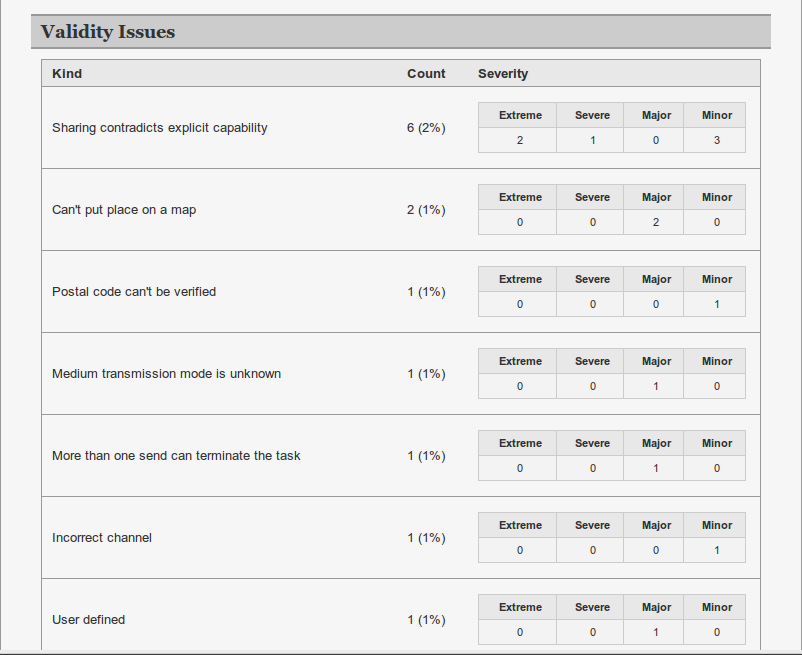 Validity Issues
Kind Count Severity
Extreme Severe Major Minor
Sharing contradicts explicit capability 6 (2%)
2 1 0 3
Extreme Severe Major Minor
Can't put place on a map 2 (1%)
0 0 2 0
Extreme Severe Major Minor
Postal code can't be verified 1 (1%)
0 0 0 1
Extreme Severe Major Minor
Medium transmission mode is unknown 1 (1%)
0 0 1 0
Extreme Severe Major Minor
More than one send can terminate the task 1 (1%)
0 0 1 0
Extreme Severe Major Minor
Incorrect channel 1 (1%)
0 0 0 1
Extreme Severe Major Minor
User defined 1 (1%)
0 0 1 0